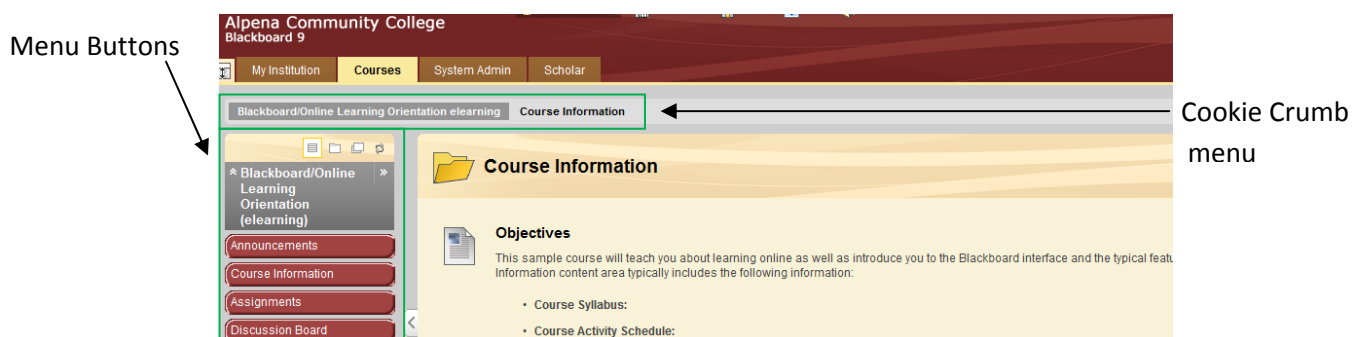 Alpena Community College
Blackboard 9
Menu Buttons
My Institution Courses System Admin Scholar
Blackboard/Online Learning Orientation elearning Course Information
Cookie Crumb
menu
Blackboard/Online
Learning
Orientation
(elearning)
Announcements
Course Information
Assignments
Discussion Board
Course Information
Objectives
This sample course will teach you about learning online as well as introduce you to the Blackboard interface and the typical
Information content area typically includes the following information:
• Course Syllabus:
• Course Activity Schedule: